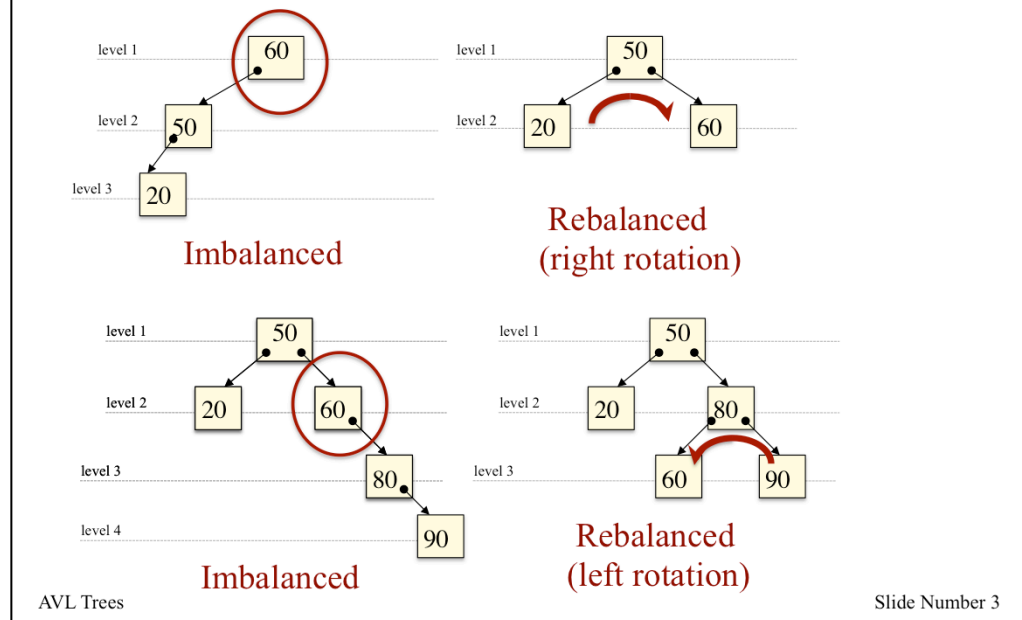 level 1
60
level 2
50
level 3
20
Imbalanced
level 1
50
level 2
20
60
Rebalanced
(right rotation)
level 1
50
level 2
20
60
level 3
80
level 4
90
Imbalanced
level 1
50
level 2
20
80
level 3
60
90
Rebalanced
(left rotation)
AVL Trees
Slide Number 3